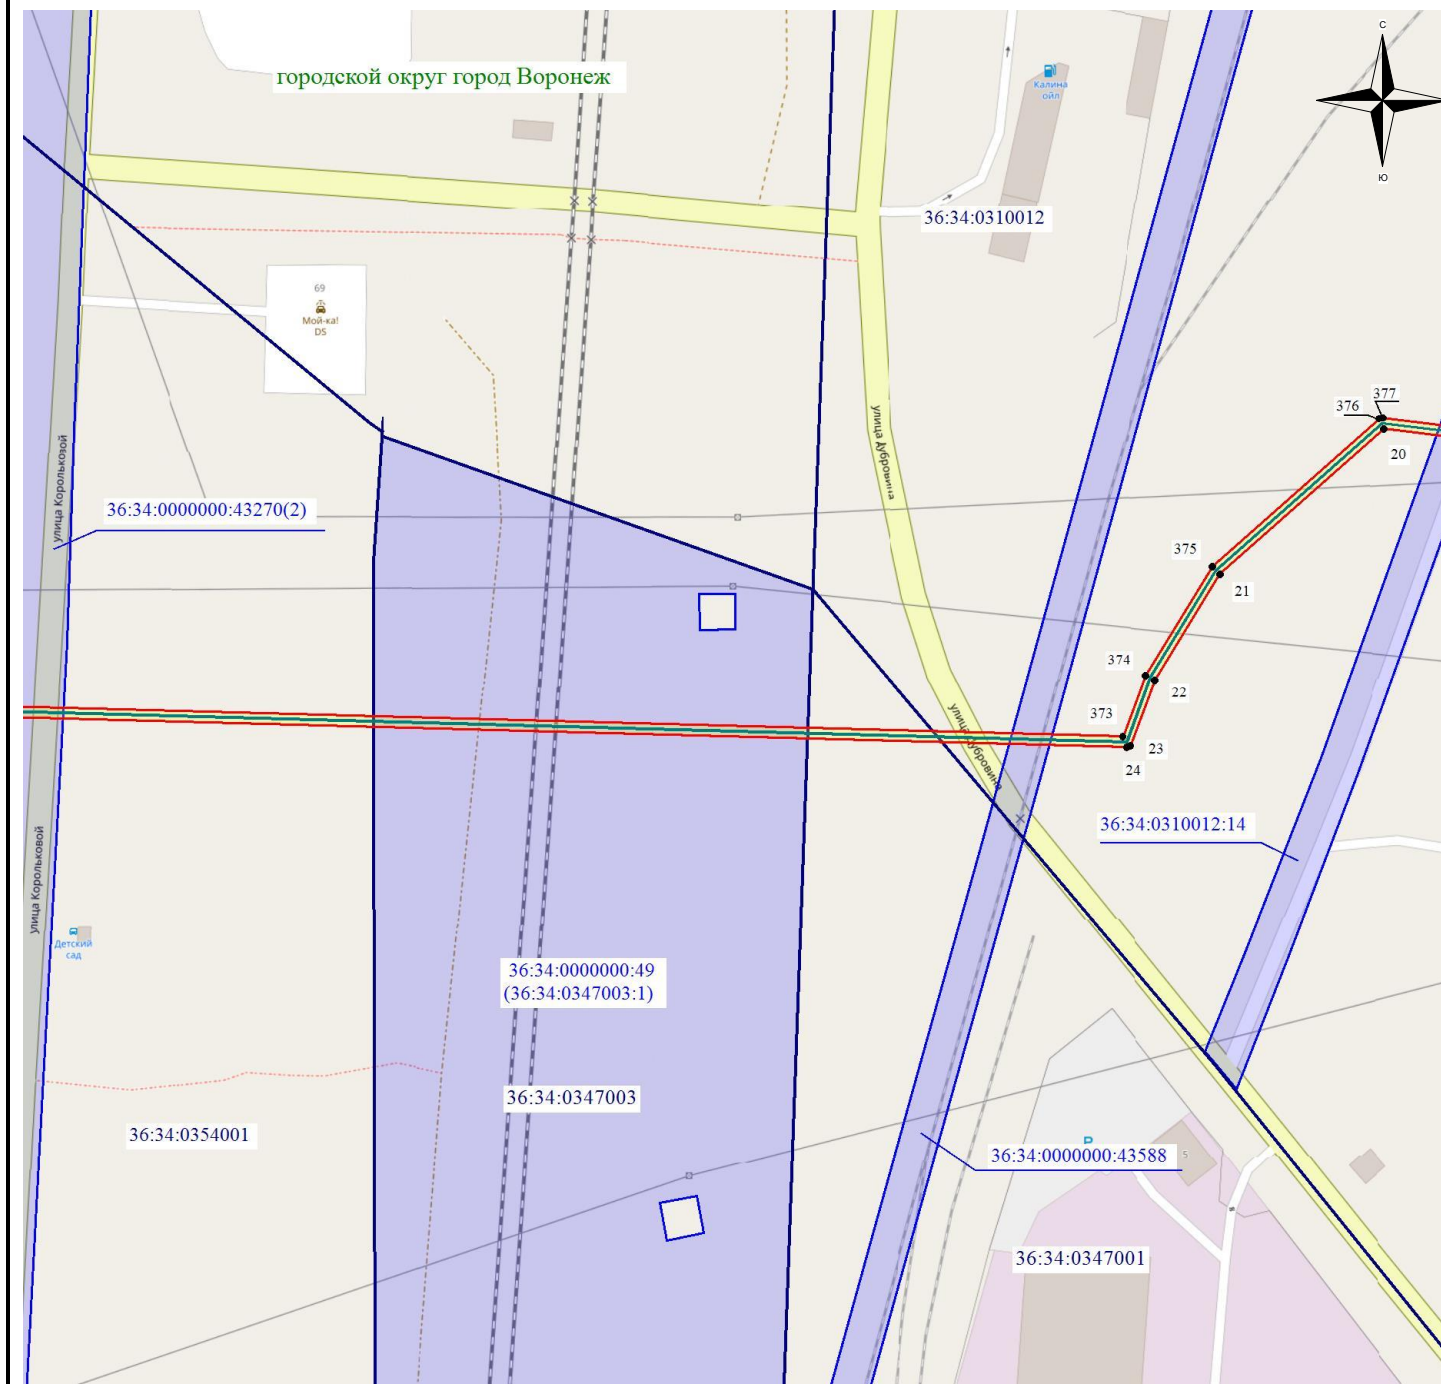 С
городской округ город Воронеж
Калина
ойл
Ю
36:34:0310012
69
Мой-ка!
D5
377
376
20
улица Дубровина
улица Корольковой
36:34:0000000:43270(2)
375
21
374
22
373
23
24
улица Дубровина
36:34:0310012:14
улица Корольковой
Детский
сад
36:34:0000000:49
(36:34:0347003:1)
36:34:0347003
36:34:0354001
P
5
36:34:0000000:43588
36:34:0347001